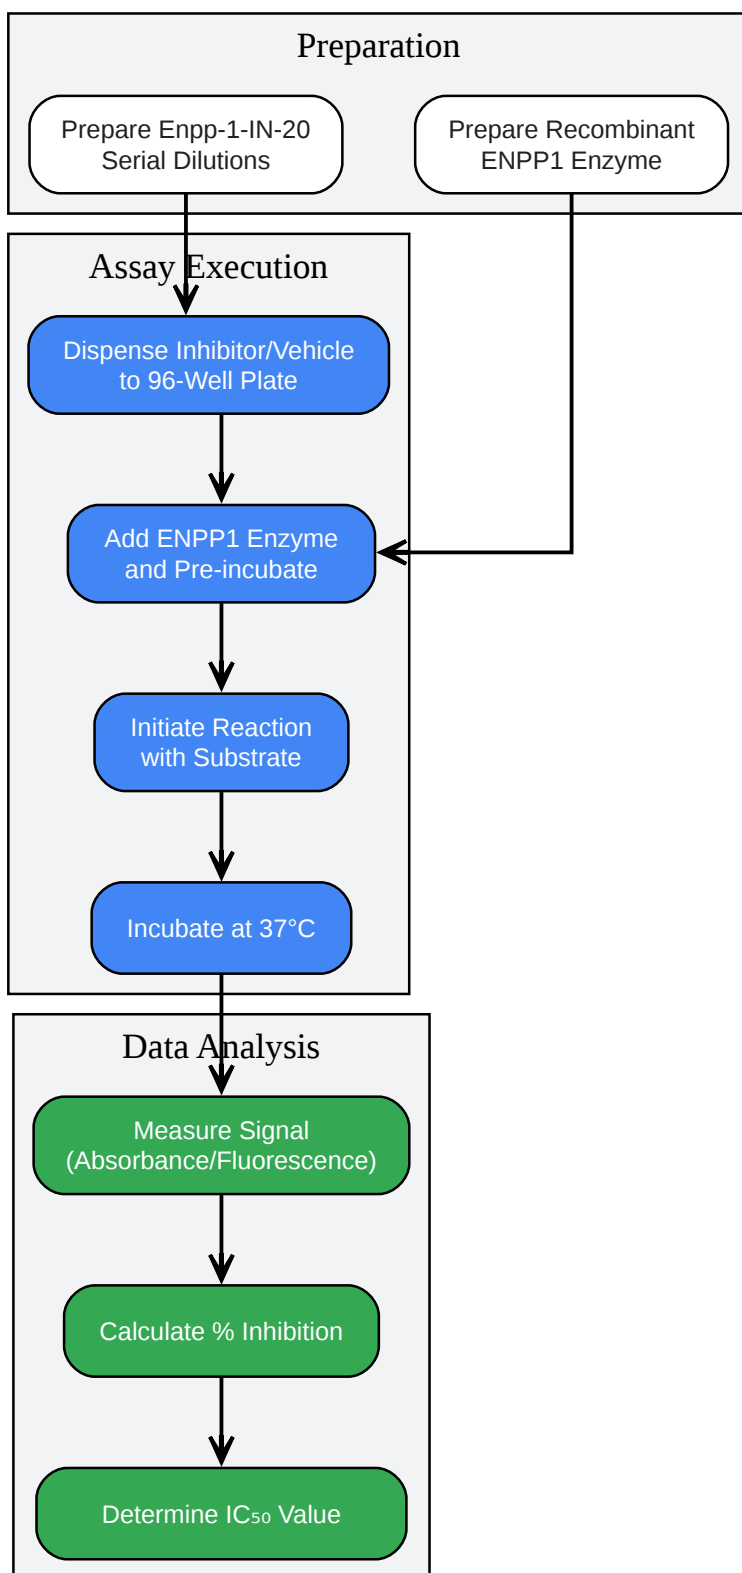 Preparation
Prepare Enpp-1-IN-20
Serial Dilutions
Prepare Recombinant
ENPP1 Enzyme
Assay Execution
Dispense Inhibitor/Vehicle
to 96-Well Plate
Add ENPP1 Enzyme
and Pre-incubate
Initiate Reaction
with Substrate
Incubate at 37°C
Data Analysis
Measure Signal
(Absorbance/Fluorescence)
Calculate % Inhibition
Determine IC₅₀ Value